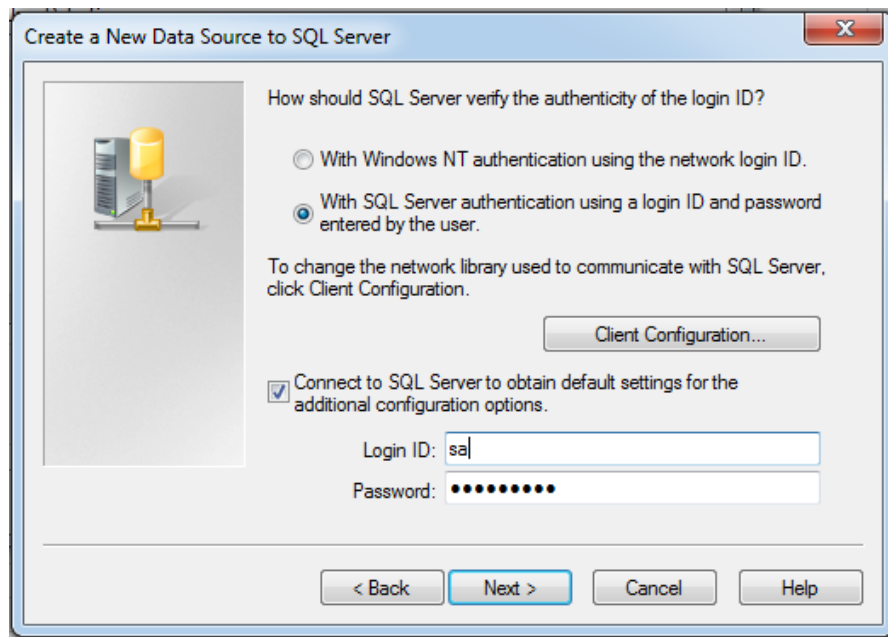 Create a New Data Source to SQL Server
How should SQL Server verify the authenticity of the login ID?
With Windows NT authentication using the network login ID.
With SQL Server authentication using a login ID and password
entered by the user.
To change the network library used to communicate with SQL Server,
click Client Configuration.
Client Configuration...
Connect to SQL Server to obtain default settings for the
additional configuration options.
Login ID: sa
Password: •••••••••
< Back Next > Cancel Help